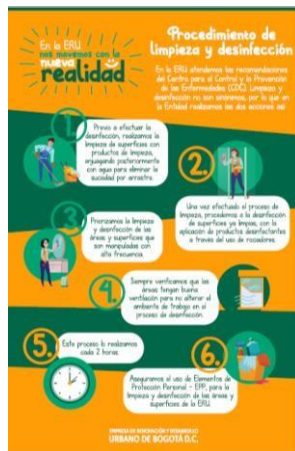 En la ERU
nos movemos con la
nueva
realidad
Procedimiento de
limpieza y desinfección
En la ERU atendemos las recomendaciones
del Centro para el Control y la Prevención
de las Enfermedades (CDC) Limpieza y
desinfección no son sinónimos, por lo que en
la Entidad realizamos las dos acciones así:
1.
Previo a efectuar la
desinfección, realizamos la
limpieza de superficies con
productos de limpieza,
enjuagando posteriormente
con agua para eliminar la
suciedad por arrastre.
2.
Una vez efectuado el proceso de
limpieza, procedemos a la desinfección
de superficies ya limpias, con la
aplicación de productos desinfectantes
a través del uso de rociadores.
3
Priorizamos la limpieza
y desinfección de las
áreas y superficies que
son manipuladas con
alta frecuencia.
4.
Siempre verificamos que las
áreas tengan buena
ventilación para no alterar el
ambiente de trabajo en el
proceso de desinfección.
5.
Este proceso lo realizamos
cada 2 horas.
6.
Aseguramos el uso de Elementos de
Protección Personal - EPP, para la
limpieza y desinfección de las áreas y
superficies de la ERU.
EMPRESA DE RENOVACIÓN Y DESARROLLO
URBANO DE BOGOTÁ D.C.